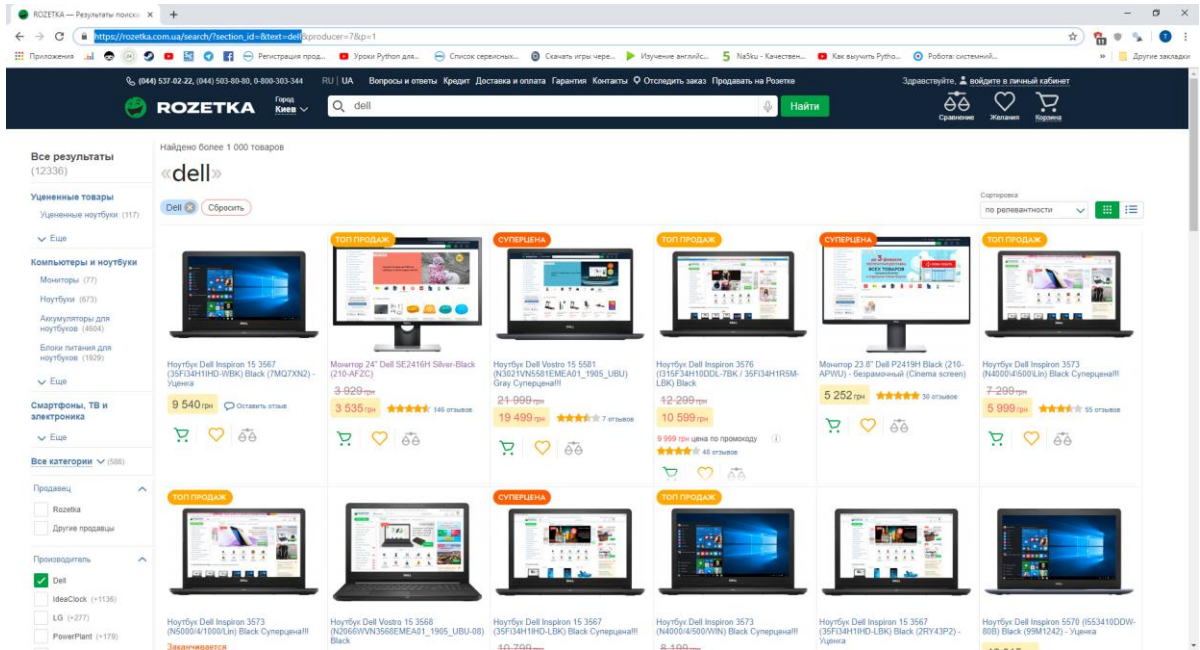 ROZETKA — Результаты поиска
https://rozetka.com.ua/search/?section_id=&text=dell&producer=7&p=1
Приложения
Регистрация прод...
Уроки Python для...
Список сервисных...
Скачать игры чере...
Изучение английс...
Na5ku - Качествен...
Как выучить Pytho...
Робота: системний...
Другие закладки
(044) 537-02-22, (044) 503-80-80, 0-800-303-344
RU | UA Вопросы и ответы Кредит Доставка и оплата Гарантия Контакты Отследить заказ Продавать на Розетке
Здравствуйте, войдите в личный кабинет
ROZETKA
Город
Киев
dell
Найти
Сравнение Желания Корзина
Все результаты
(12336)
Уцененные товары
Уцененные ноутбуки (117)
Еще
Компьютеры и ноутбуки
Мониторы (77)
Ноутбуки (673)
Аккумуляторы для
ноутбуков (4604)
Блоки питания для
ноутбуков (1929)
Еще
Смартфоны, ТВ и
электроника
Еще
Все категории (586)
Продавец
Rozetka
Другие продавцы
Производитель
Dell
IdeaClock (+1136)
LG (+277)
PowerPlant (+179)
Найдено более 1 000 товаров
«dell»
Dell
Сбросить
Сортировка
по релевантности
Ноутбук Dell Inspiron 15 3567
(35FI34H1IHD-WBK) Black (7MQ7XN2) -
Уценка
9 540 грн Оставить отзыв
ТОП ПРОДАЖ
Монитор 24" Dell SE2416H Silver-Black
(210-AFZC)
3 929 грн
3 535 грн 146 отзывов
СУПЕРЦЕНА
Ноутбук Dell Vostro 15 5581
(N3021VN5581EMEA01_1905_UBU)
Gray Суперцена!!!
21 999 грн
19 499 грн 7 отзывов
ТОП ПРОДАЖ
Ноутбук Dell Inspiron 3576
(I315F34H10DDL-7BK / 35FI34H1R5M-
LBK) Black
12 299 грн
10 599 грн
9 999 грн цена по промокоду
48 отзывов
СУПЕРЦЕНА
Монитор 23.8" Dell P2419H Black (210-
APWU) - безрамочный (Cinema screen)
5 252 грн 30 отзывов
ТОП ПРОДАЖ
Ноутбук Dell Inspiron 3573
(N4000/4\500\Lin) Black Суперцена!!!
7 299 грн
5 999 грн 55 отзывов
ТОП ПРОДАЖ
Ноутбук Dell Inspiron 3573
(N5000/4/1000/Lin) Black Суперцена!!!
Заканчивается
Ноутбук Dell Vostro 15 3568
(N2066WVN3568EMEA01_1905_UBU-08)
Black
СУПЕРЦЕНА
Ноутбук Dell Inspiron 15 3567
(35FI34H1IHD-LBK) Black Суперцена!!!
10 799 грн
ТОП ПРОДАЖ
Ноутбук Dell Inspiron 3573
(N4000/4/500/WIN) Black Суперцена!!!
8 199 грн
Ноутбук Dell Inspiron 15 3567
(35FI34H1IHD-LBK) Black (2RY43P2) -
Уценка
Ноутбук Dell Inspiron 5570 (I553410DDW-
80B) Black (99M1242) - Уценка